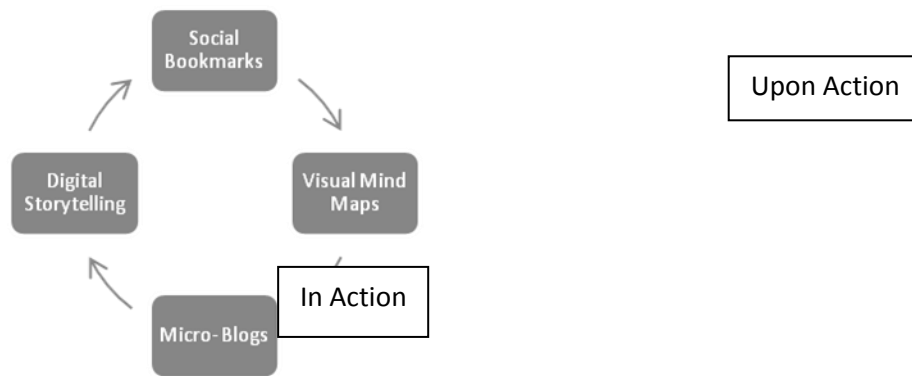 Social
Bookmarks
Upon Action
Digital
Storytelling
Visual Mind
Maps
In Action
Micro- Blogs